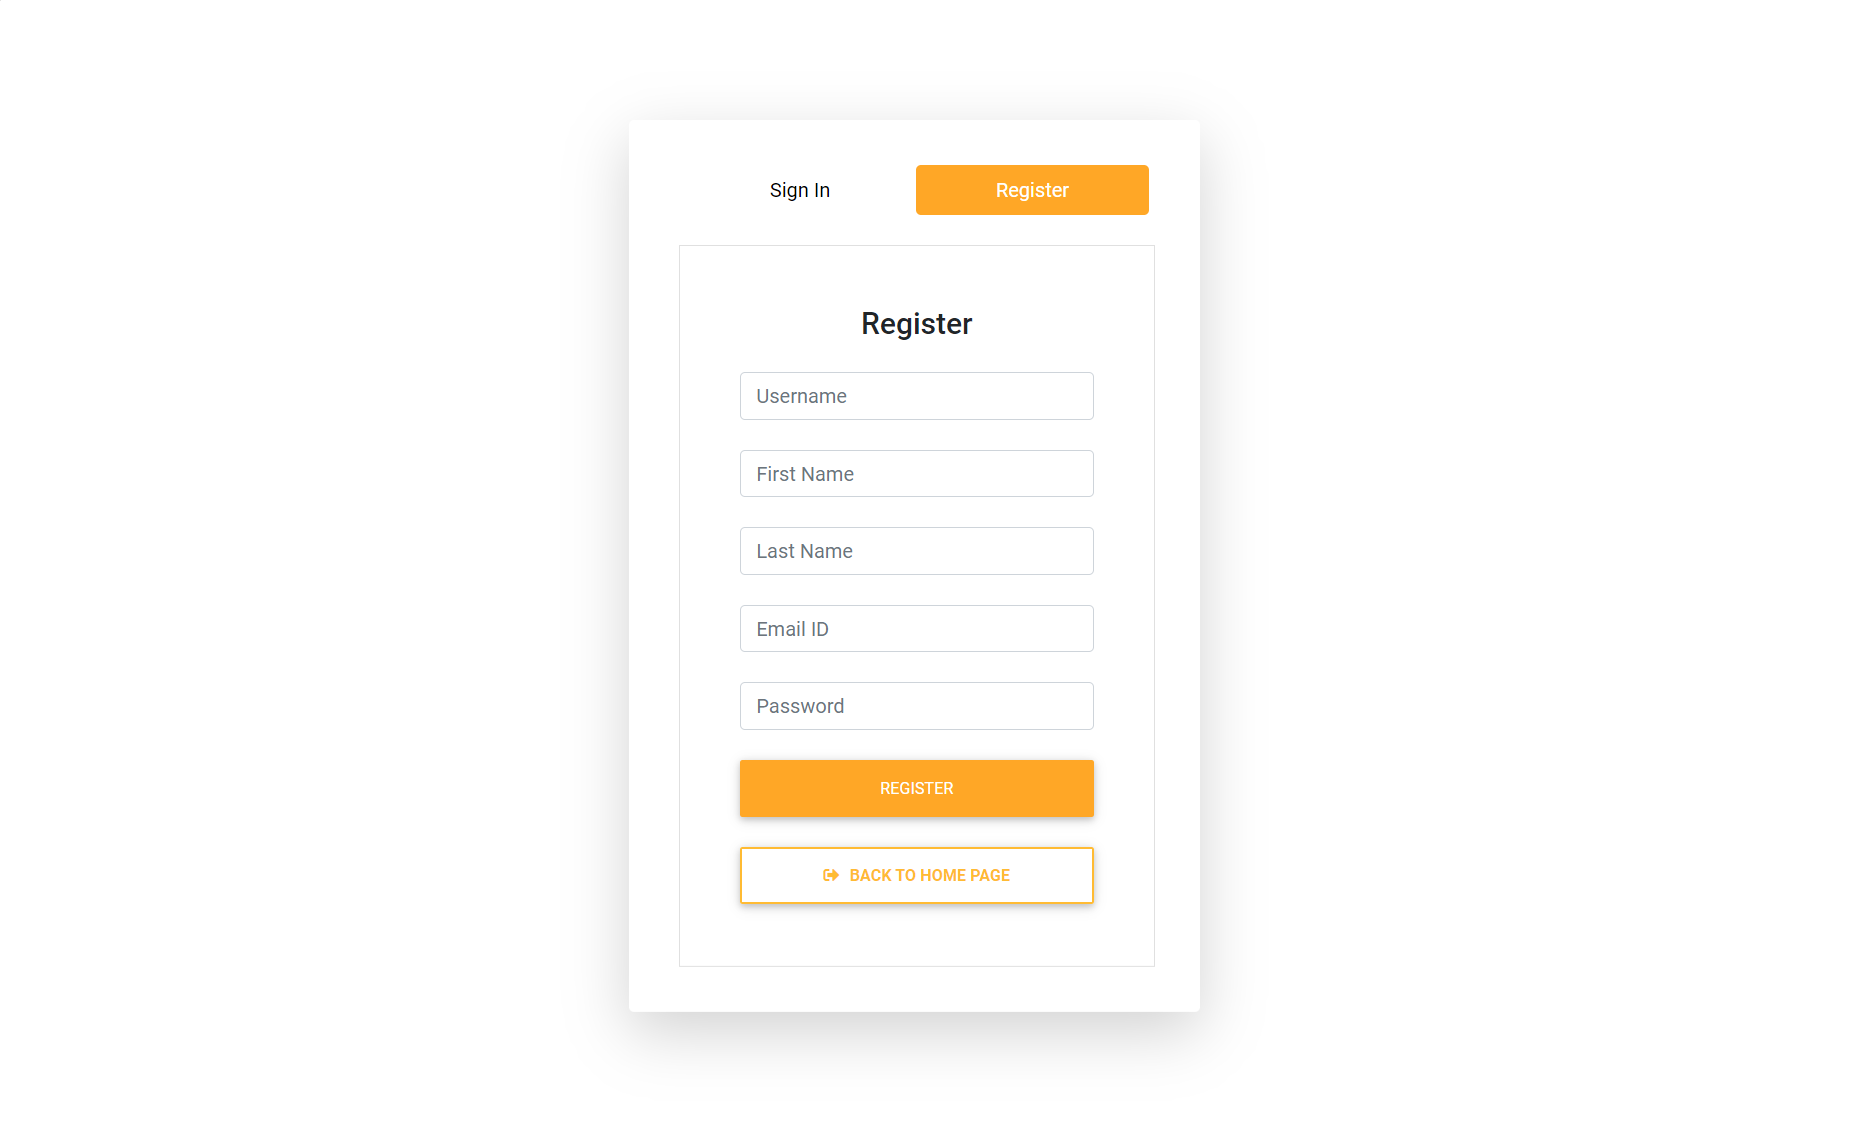 Sign In
Register
Register
Username
First Name
Last Name
Email ID
Password
REGISTER
BACK TO HOME PAGE